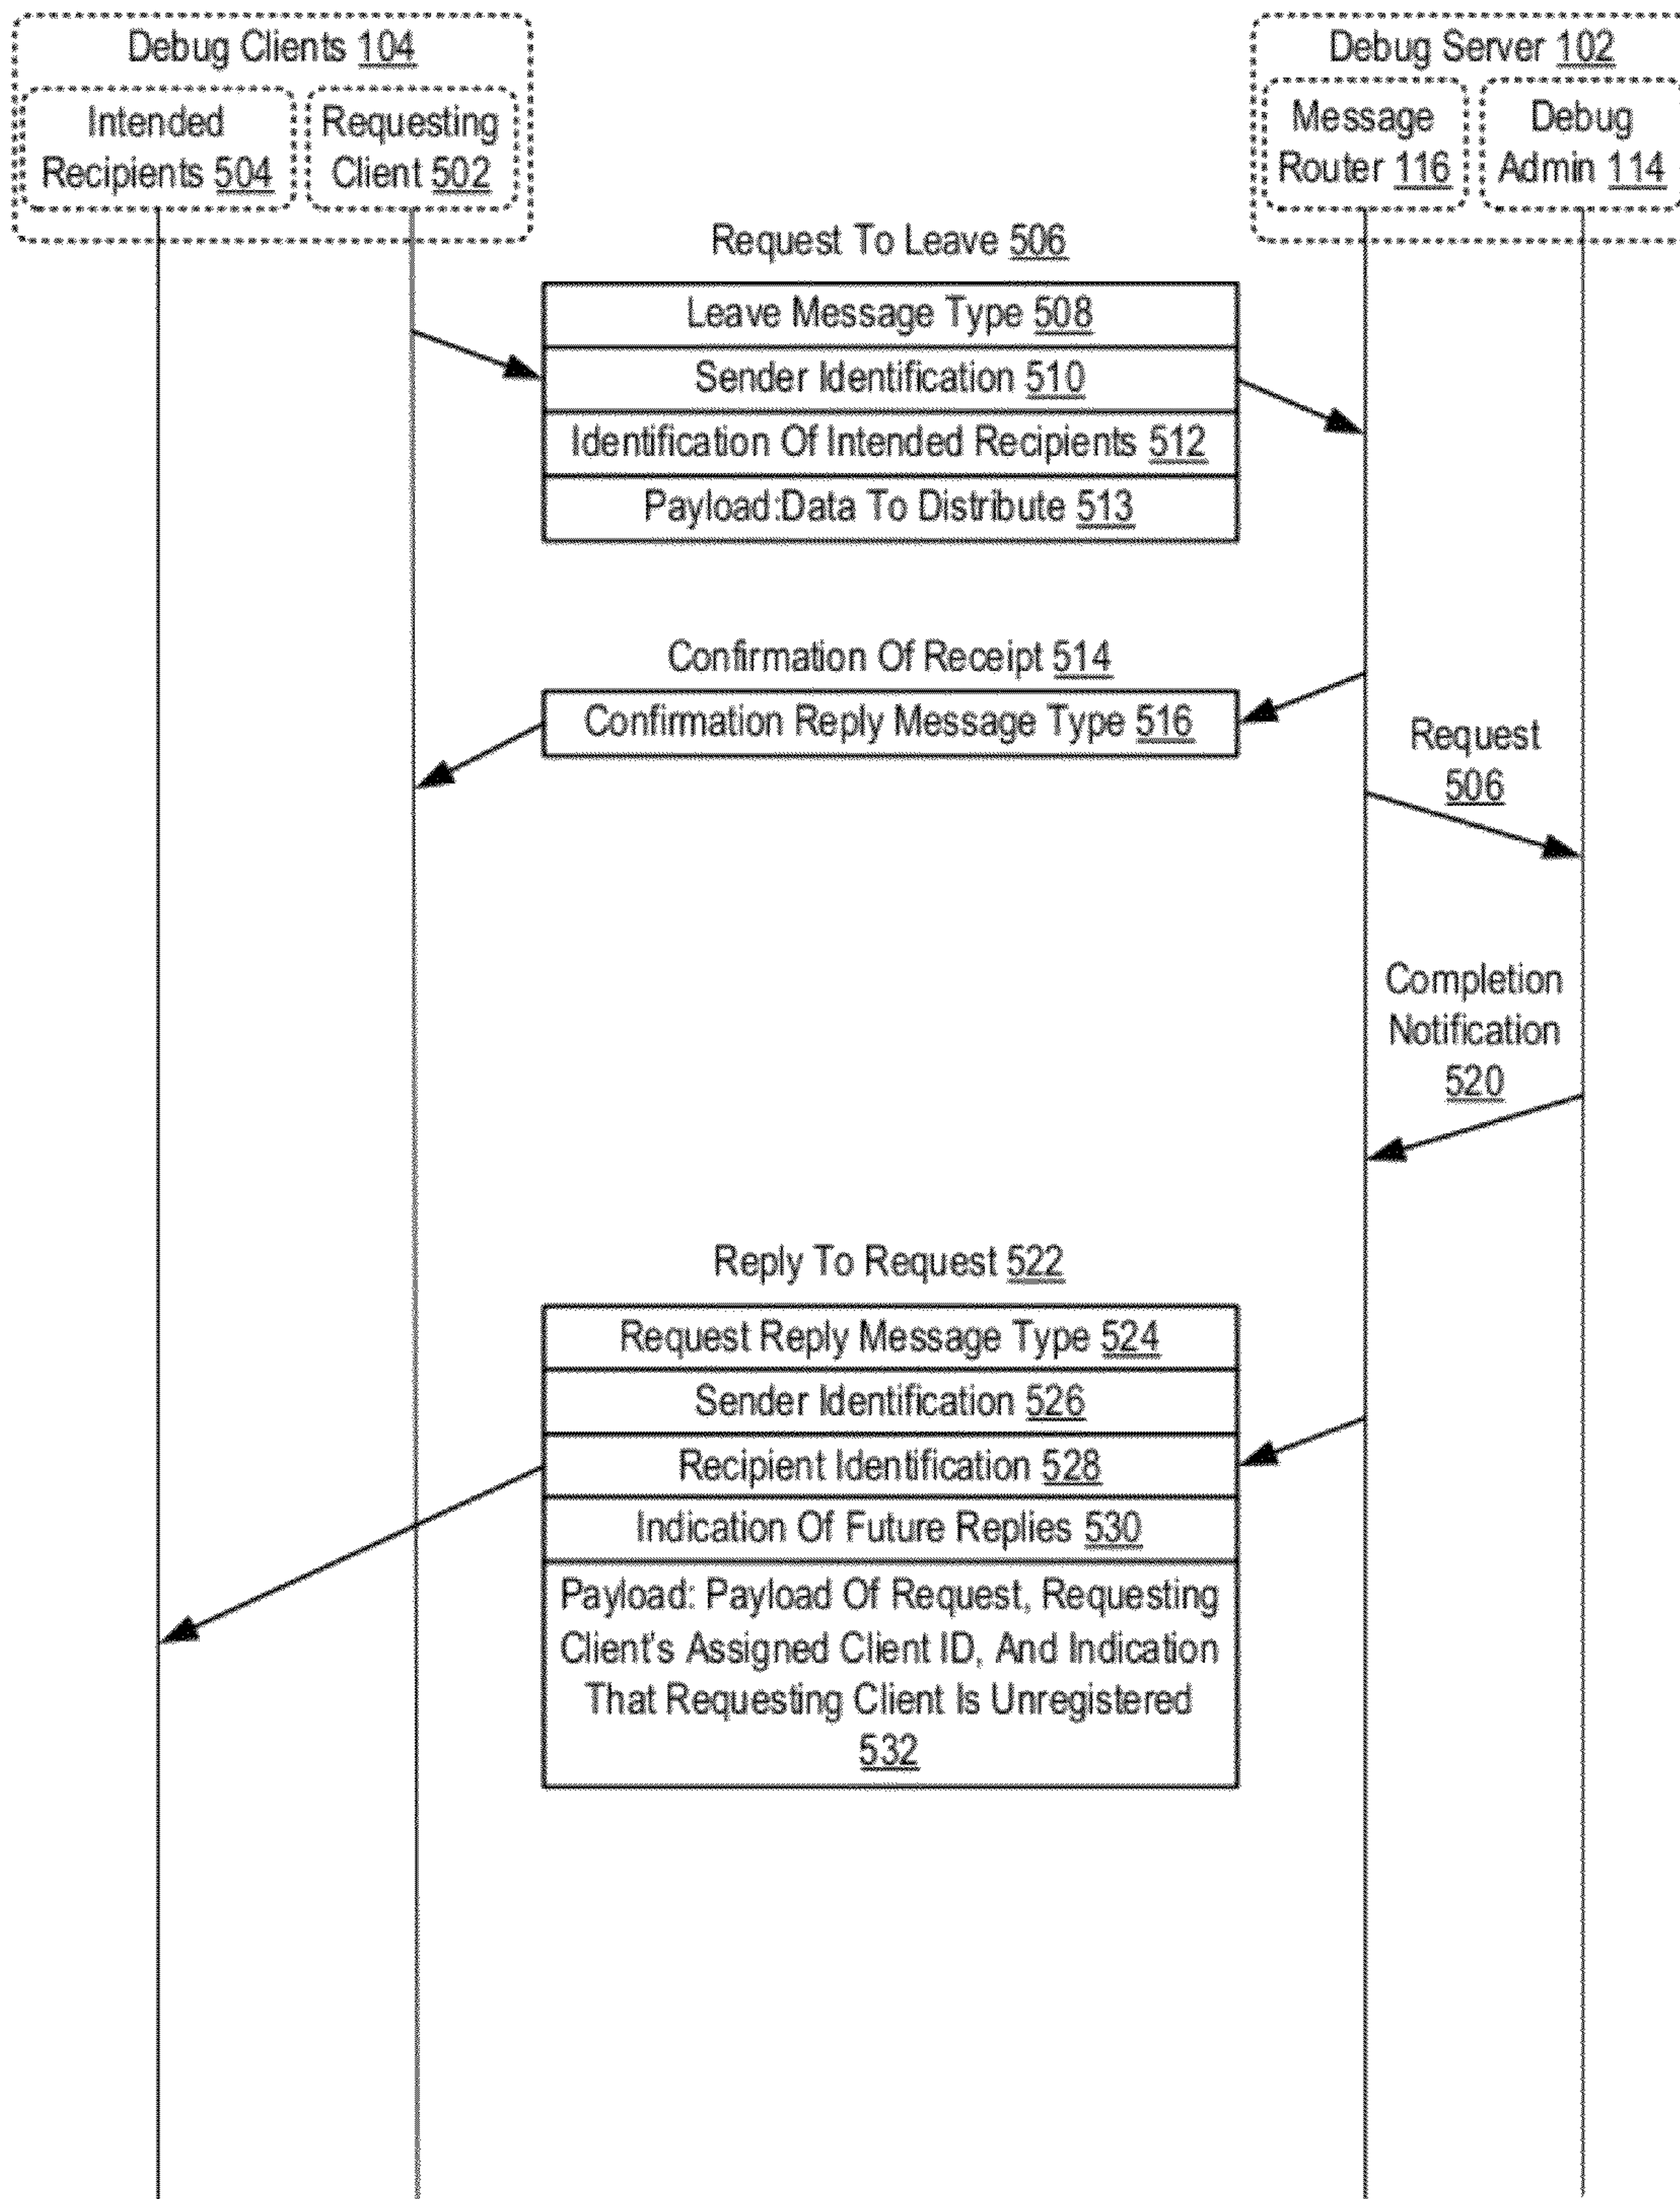 Debug Clients 104
Intended
Recipients 504
Requesting
Client 502
Debug Server 102
Message
Router 116
Debug
Admin 114
Request To Leave 506
Leave Message Type 508
Sender Identification 510
Identification Of Intended Recipients 512
Payload:Data To Distribute 513
Confirmation Of Receipt 514
Confirmation Reply Message Type 516
Request
506
Completion
Notification
520
Reply To Request 522
Request Reply Message Type 524
Sender Identification 526
Recipient Identification 528
Indication Of Future Replies 530
Payload: Payload Of Request, Requesting
Client's Assigned Client ID, And Indication
That Requesting Client Is Unregistered
532